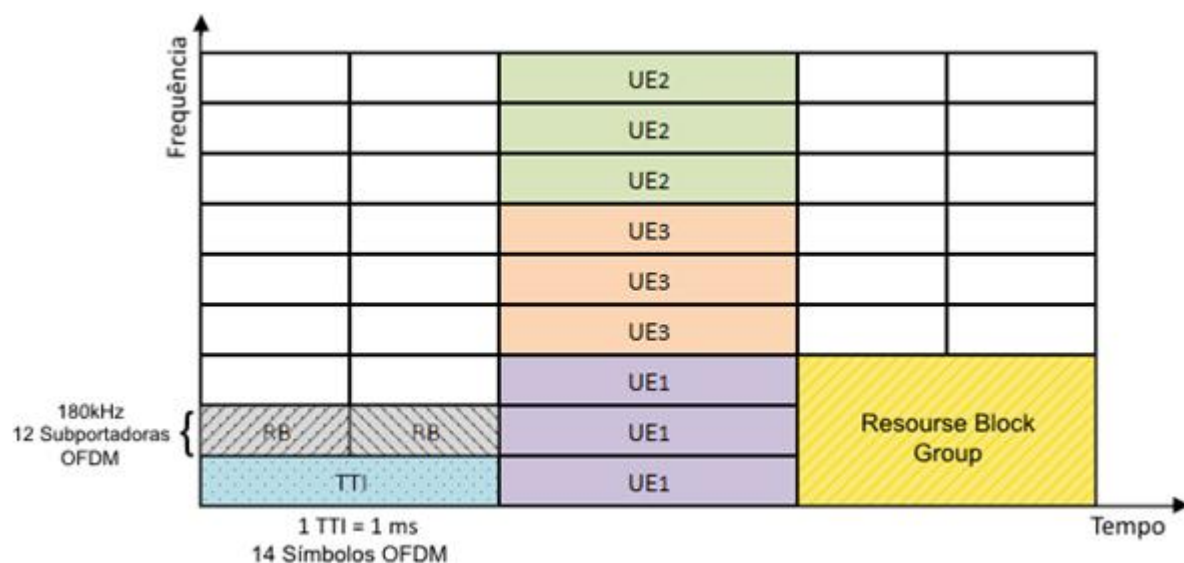 Frequência
UE2
UE2
UE2
UE3
UE3
UE3
UE1
180kHz
12 Subportadoras
OFDM
RB
RB
UE1
Resourse Block
Group
TTI
UE1
1 TTI = 1 ms
14 Símbolos OFDM
Tempo